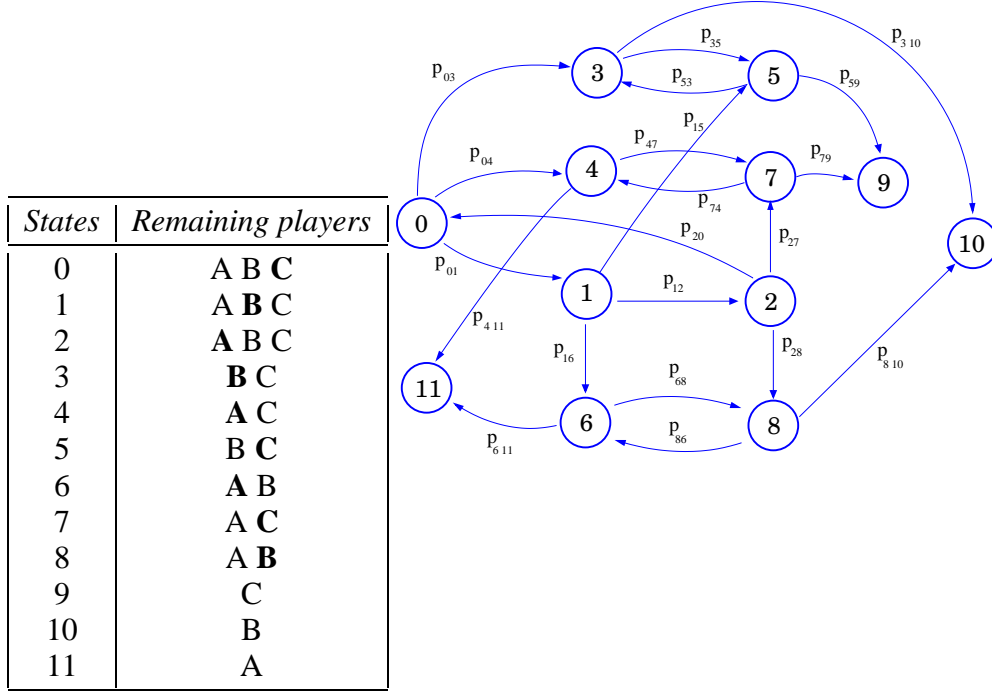 States Remaining players
0 A B C
1 A B C
2 A B C
3 B C
4 A C
5 B C
6 A B
7 A C
8 A B
9 C
10 B
11 A
p03
p35
p53
p3 10
p59
p15
p04
p47
p74
p79
p20
p27
p01
p12
p4 11
p16
p28
p68
p86
p6 11
p8 10
3
5
4
7
9
0
10
1
2
11
6
8